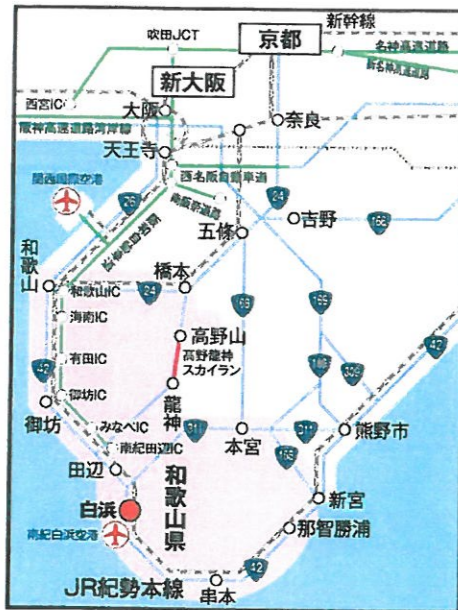 新幹線
吹田JCT
京都
名神高速道路
新名神高速道路
新大阪
西宮IC
大阪
奈良
阪神高速道路湾岸線
天王寺
西名阪自動車道
関西国際空港
南阪奈道路
26
24
吉野
阪和自動車道
五條
162
和歌山
橋本
和歌山IC
24
168
169
海南IC
高野山
42
高野龍神
スカイライン
42
有田IC
309
龍神
御坊IC
御坊
みなべIC
311
本宮
311
熊野市
南紀田辺IC
168
田辺
和歌山県
新宮
白浜
那智勝浦
南紀白浜空港
42
JR紀勢本線
串本